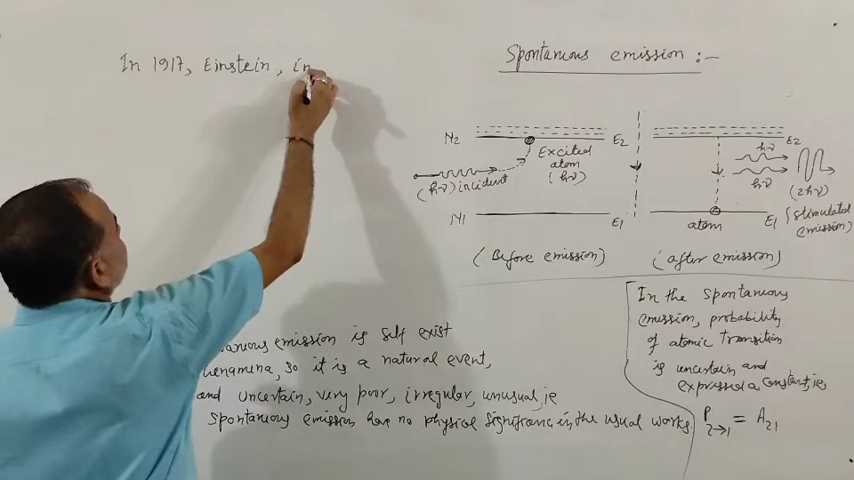 In 1917, Einstein, in
Spontaneous emission :-
N2
E2
Excited
atom
(hν)
(hν) incident
N1
E1
(Before emission)
E2
hν
hν
(2hν)
atom
E1
(stimulated
emission)
(after emission)
aneous emission is self exist
henamina, so it is a natural event,
and uncertain, very poor, irregular, unusual, ie
Spontaneous emission have no physical significance in the usual works.
In the spontaneous
emission, probability
of atomic transition
is uncertain and
expressed a constant, ie,
P2→1 = A21